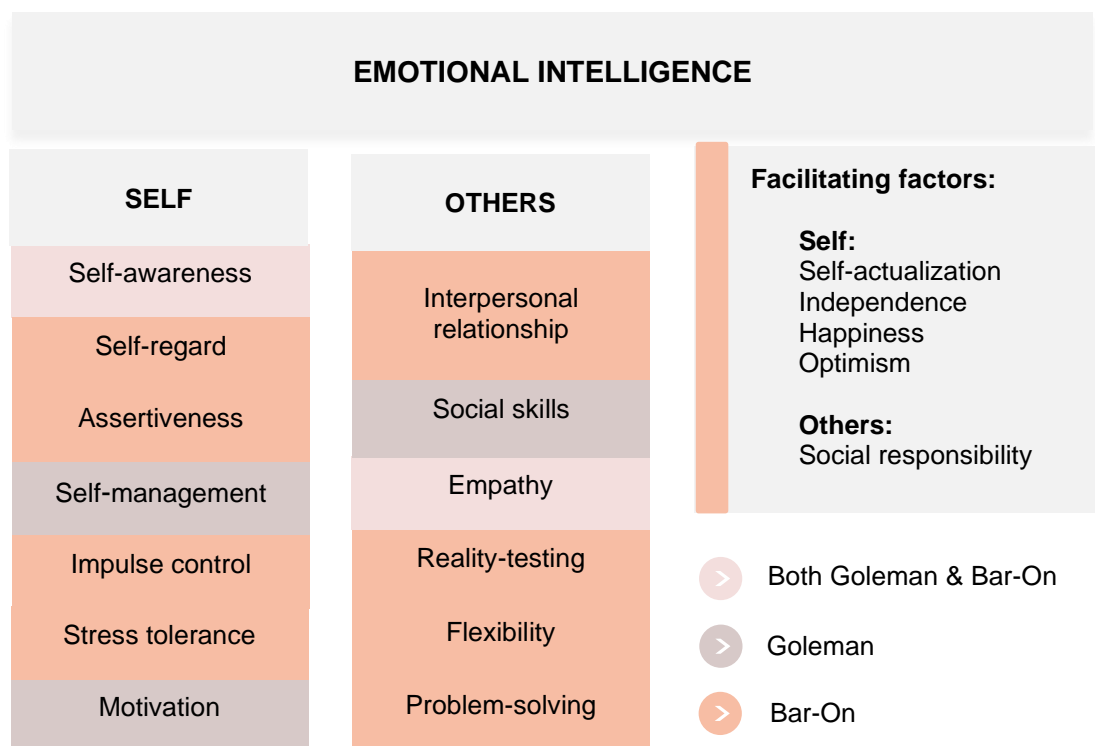 EMOTIONAL INTELLIGENCE
SELF
Self-awareness
Self-regard
Assertiveness
Self-management
Impulse control
Stress tolerance
Motivation
OTHERS
Interpersonal
relationship
Social skills
Empathy
Reality-testing
Flexibility
Problem-solving
Facilitating factors:
Self:
Self-actualization
Independence
Happiness
Optimism
Others:
Social responsibility
Both Goleman & Bar-On
Goleman
Bar-On